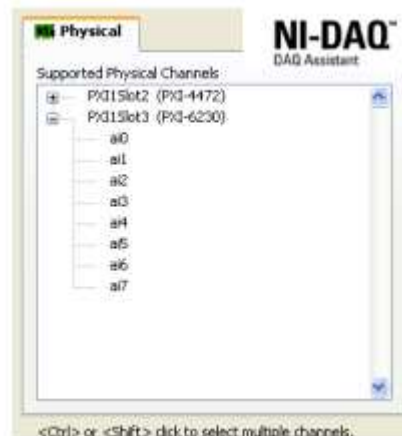 Physical
NI-DAQ™
DAQ Assistant
Supported Physical Channels
PXI1Slot2 (PXI-4472)
PXI1Slot3 (PXI-6230)
ai0
ai1
ai2
ai3
ai4
ai5
ai6
ai7
<Ctrl> or <Shift> click to select multiple channels.